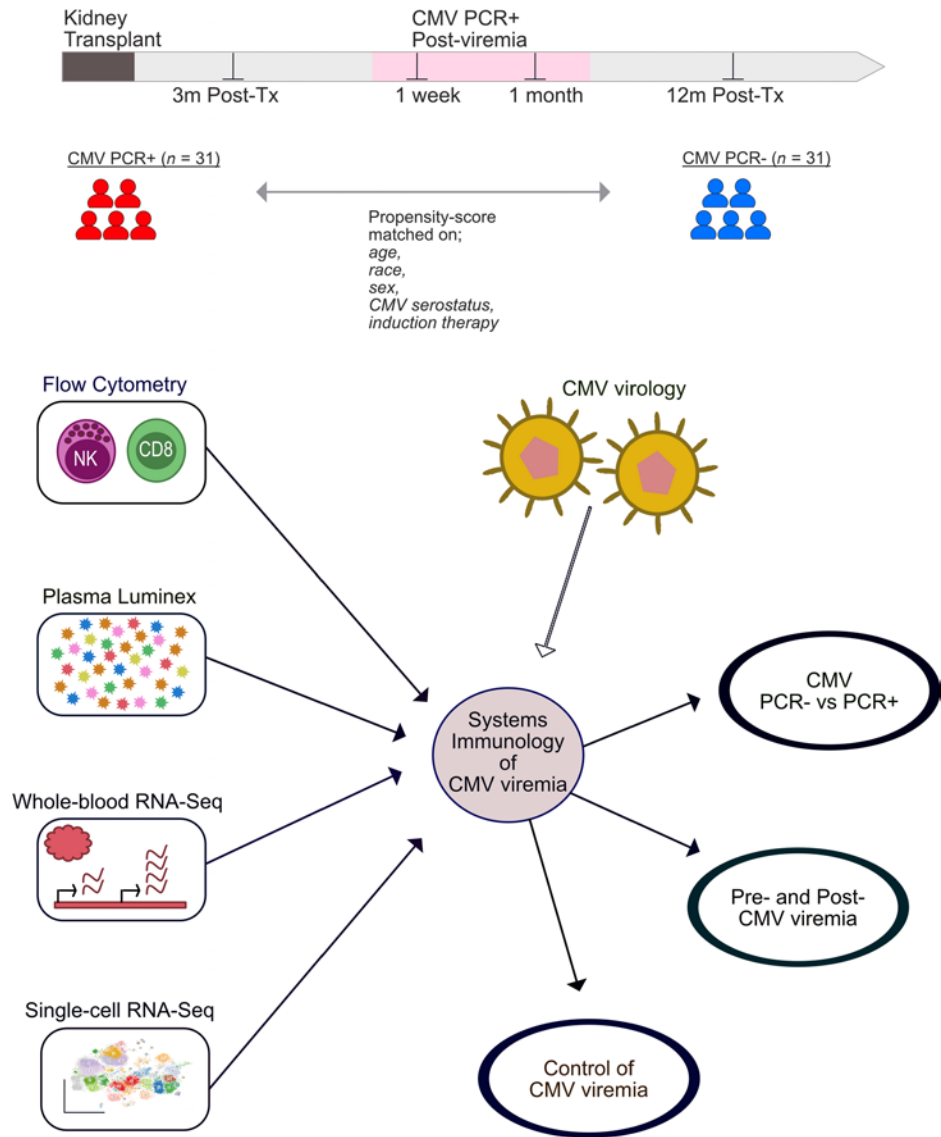 Kidney
Transplant
CMV PCR+
Post-viremia
3m Post-Tx
1 week
1 month
12m Post-Tx
CMV PCR+ (n = 31)
CMV PCR- (n = 31)
Propensity-score
matched on;
age,
race,
sex,
CMV serostatus,
induction therapy
Flow Cytometry
NK
CD8
CMV virology
Plasma Luminex
Systems
Immunology
of
CMV viremia
CMV
PCR- vs PCR+
Whole-blood RNA-Seq
Pre- and Post-
CMV viremia
Single-cell RNA-Seq
Control of
CMV viremia